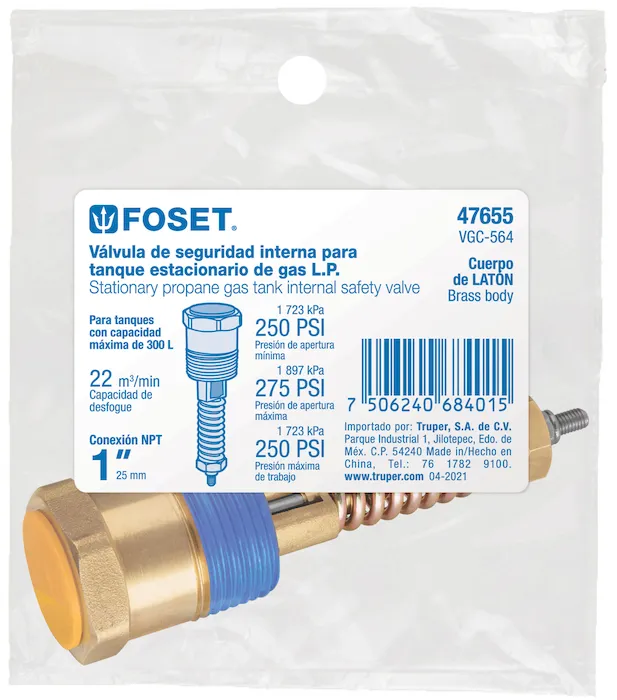 FOSET®
47655
VGC-564
Válvula de seguridad interna para
tanque estacionario de gas L.P.
Stationary propane gas tank internal safety valve
Cuerpo
de LATÓN
Brass body
Para tanques
con capacidad
máxima de 300 L
22 m³/min
Capacidad de
desfogue
Conexión NPT
1”
25 mm
1 723 kPa
250 PSI
Presión de apertura
mínima
1 897 kPa
275 PSI
Presión de apertura
máxima
1 723 kPa
250 PSI
Presión máxima
de trabajo
7 506240 684015
Importado por: Truper, S.A. de C.V.
Parque Industrial 1, Jilotepec, Edo. de
Méx. C.P. 54240 Made in/Hecho en
China, Tel.: 76 1782 9100.
www.truper.com 04-2021